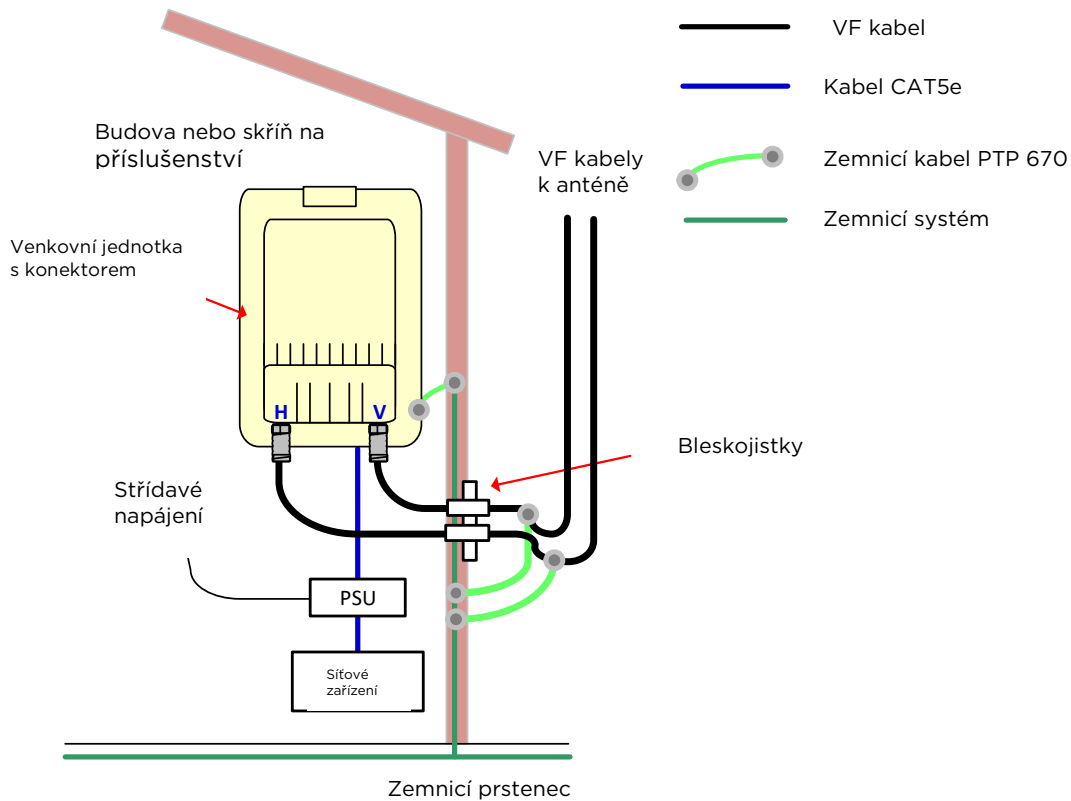 VF kabel
Kabel CAT5e
Budova nebo skříň na
příslušenství
VF kabely
k anténě
Zemnicí kabel PTP 670
Zemnicí systém
Venkovní jednotka
s konektorem
H
V
Bleskojistky
Střídavé
napájení
PSU
Síťové
zařízení
Zemnicí prstenec